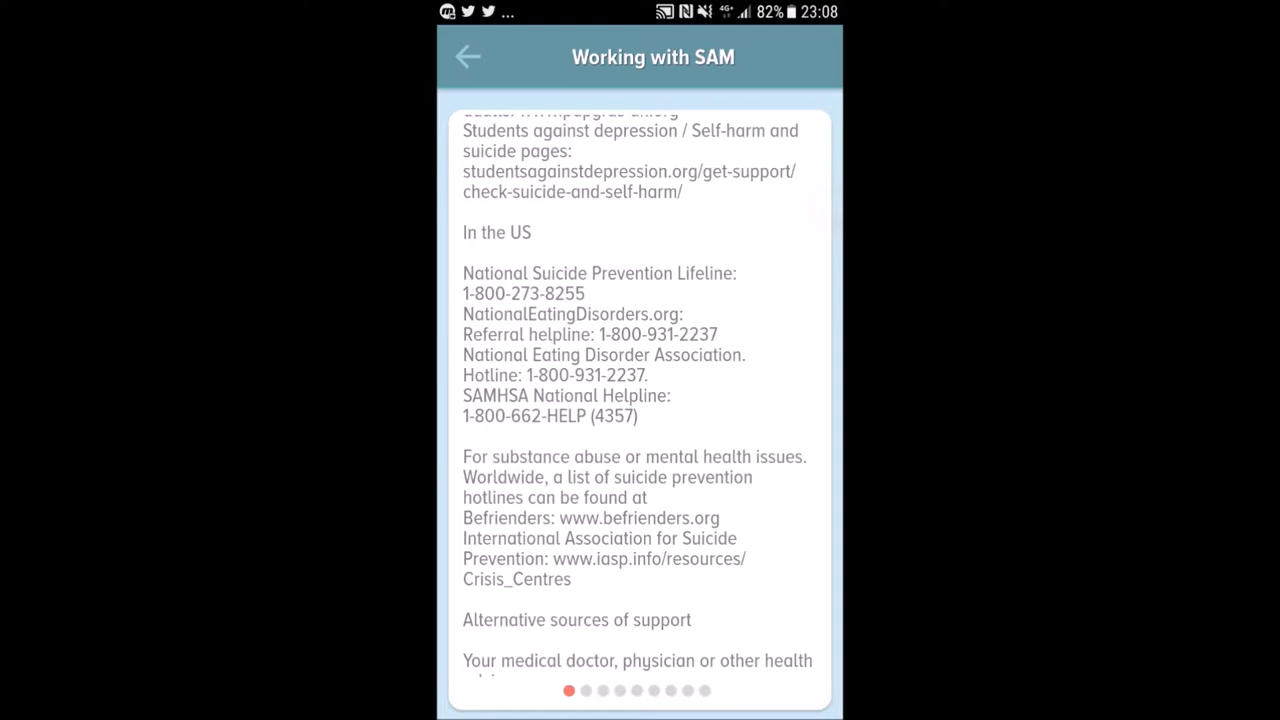 ... 4G+ 82% 23:08
Working with SAM
Students against depression / Self-harm and
suicide pages:
studentsagainstdepression.org/get-support/
check-suicide-and-self-harm/
In the US
National Suicide Prevention Lifeline:
1-800-273-8255
NationalEatingDisorders.org:
Referral helpline: 1-800-931-2237
National Eating Disorder Association.
Hotline: 1-800-931-2237.
SAMHSA National Helpline:
1-800-662-HELP (4357)
For substance abuse or mental health issues.
Worldwide, a list of suicide prevention
hotlines can be found at
Befrienders: www.befrienders.org
International Association for Suicide
Prevention: www.iasp.info/resources/
Crisis_Centres
Alternative sources of support
Your medical doctor, physician or other health